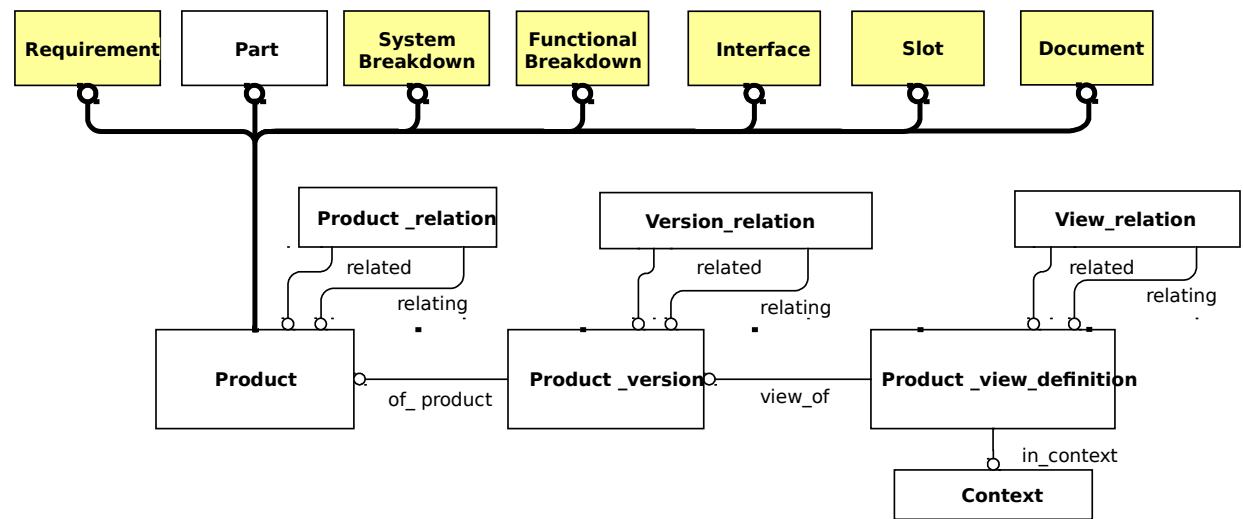 Requirement
Part
System
Breakdown
Functional
Breakdown
Interface
Slot
Document
Product _relation
Version_relation
View_relation
related
relating
related
relating
related
relating
Product
of_ product
Product _version
view_of
Product _view_definition
in_context
Context